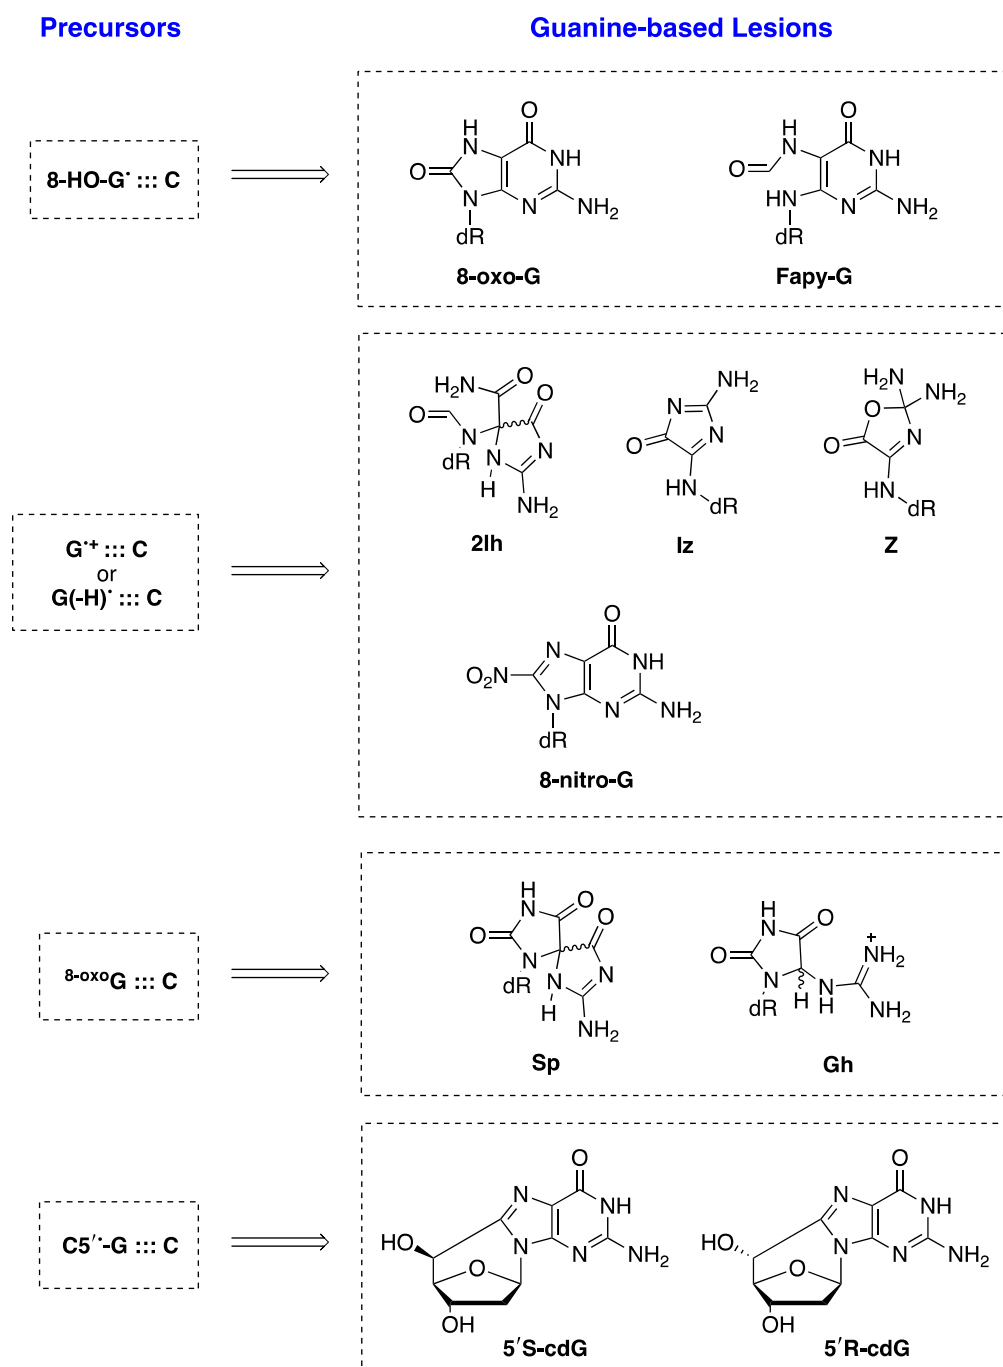 Precursors
Guanine-based Lesions
8-HO-G• ::: C
O
H
N
NH
O
N
N
NH2
dR
8-oxo-G
O
H
N
NH
O
HN
N
NH2
dR
Fapy-G
G•+ ::: C
or
G(-H)• ::: C
H2N
O
O
O
N
dR
N
N
H
NH2
2Ih
NH2
N
N
O
HN
dR
Iz
H2N
NH2
O
O
N
HN
dR
Z
O
N
NH
O2N
N
N
NH2
dR
8-nitro-G
8-oxoG ::: C
H
N
O
O
O
N
dR
N
N
H
NH2
Sp
H
N
O
O
+
NH2
N
dR
H
N
H
NH2
Gh
C5′•-G ::: C
O
N
NH
HO
N
N
NH2
O
OH
5′S-cdG
O
N
NH
HO
N
N
NH2
O
OH
5′R-cdG